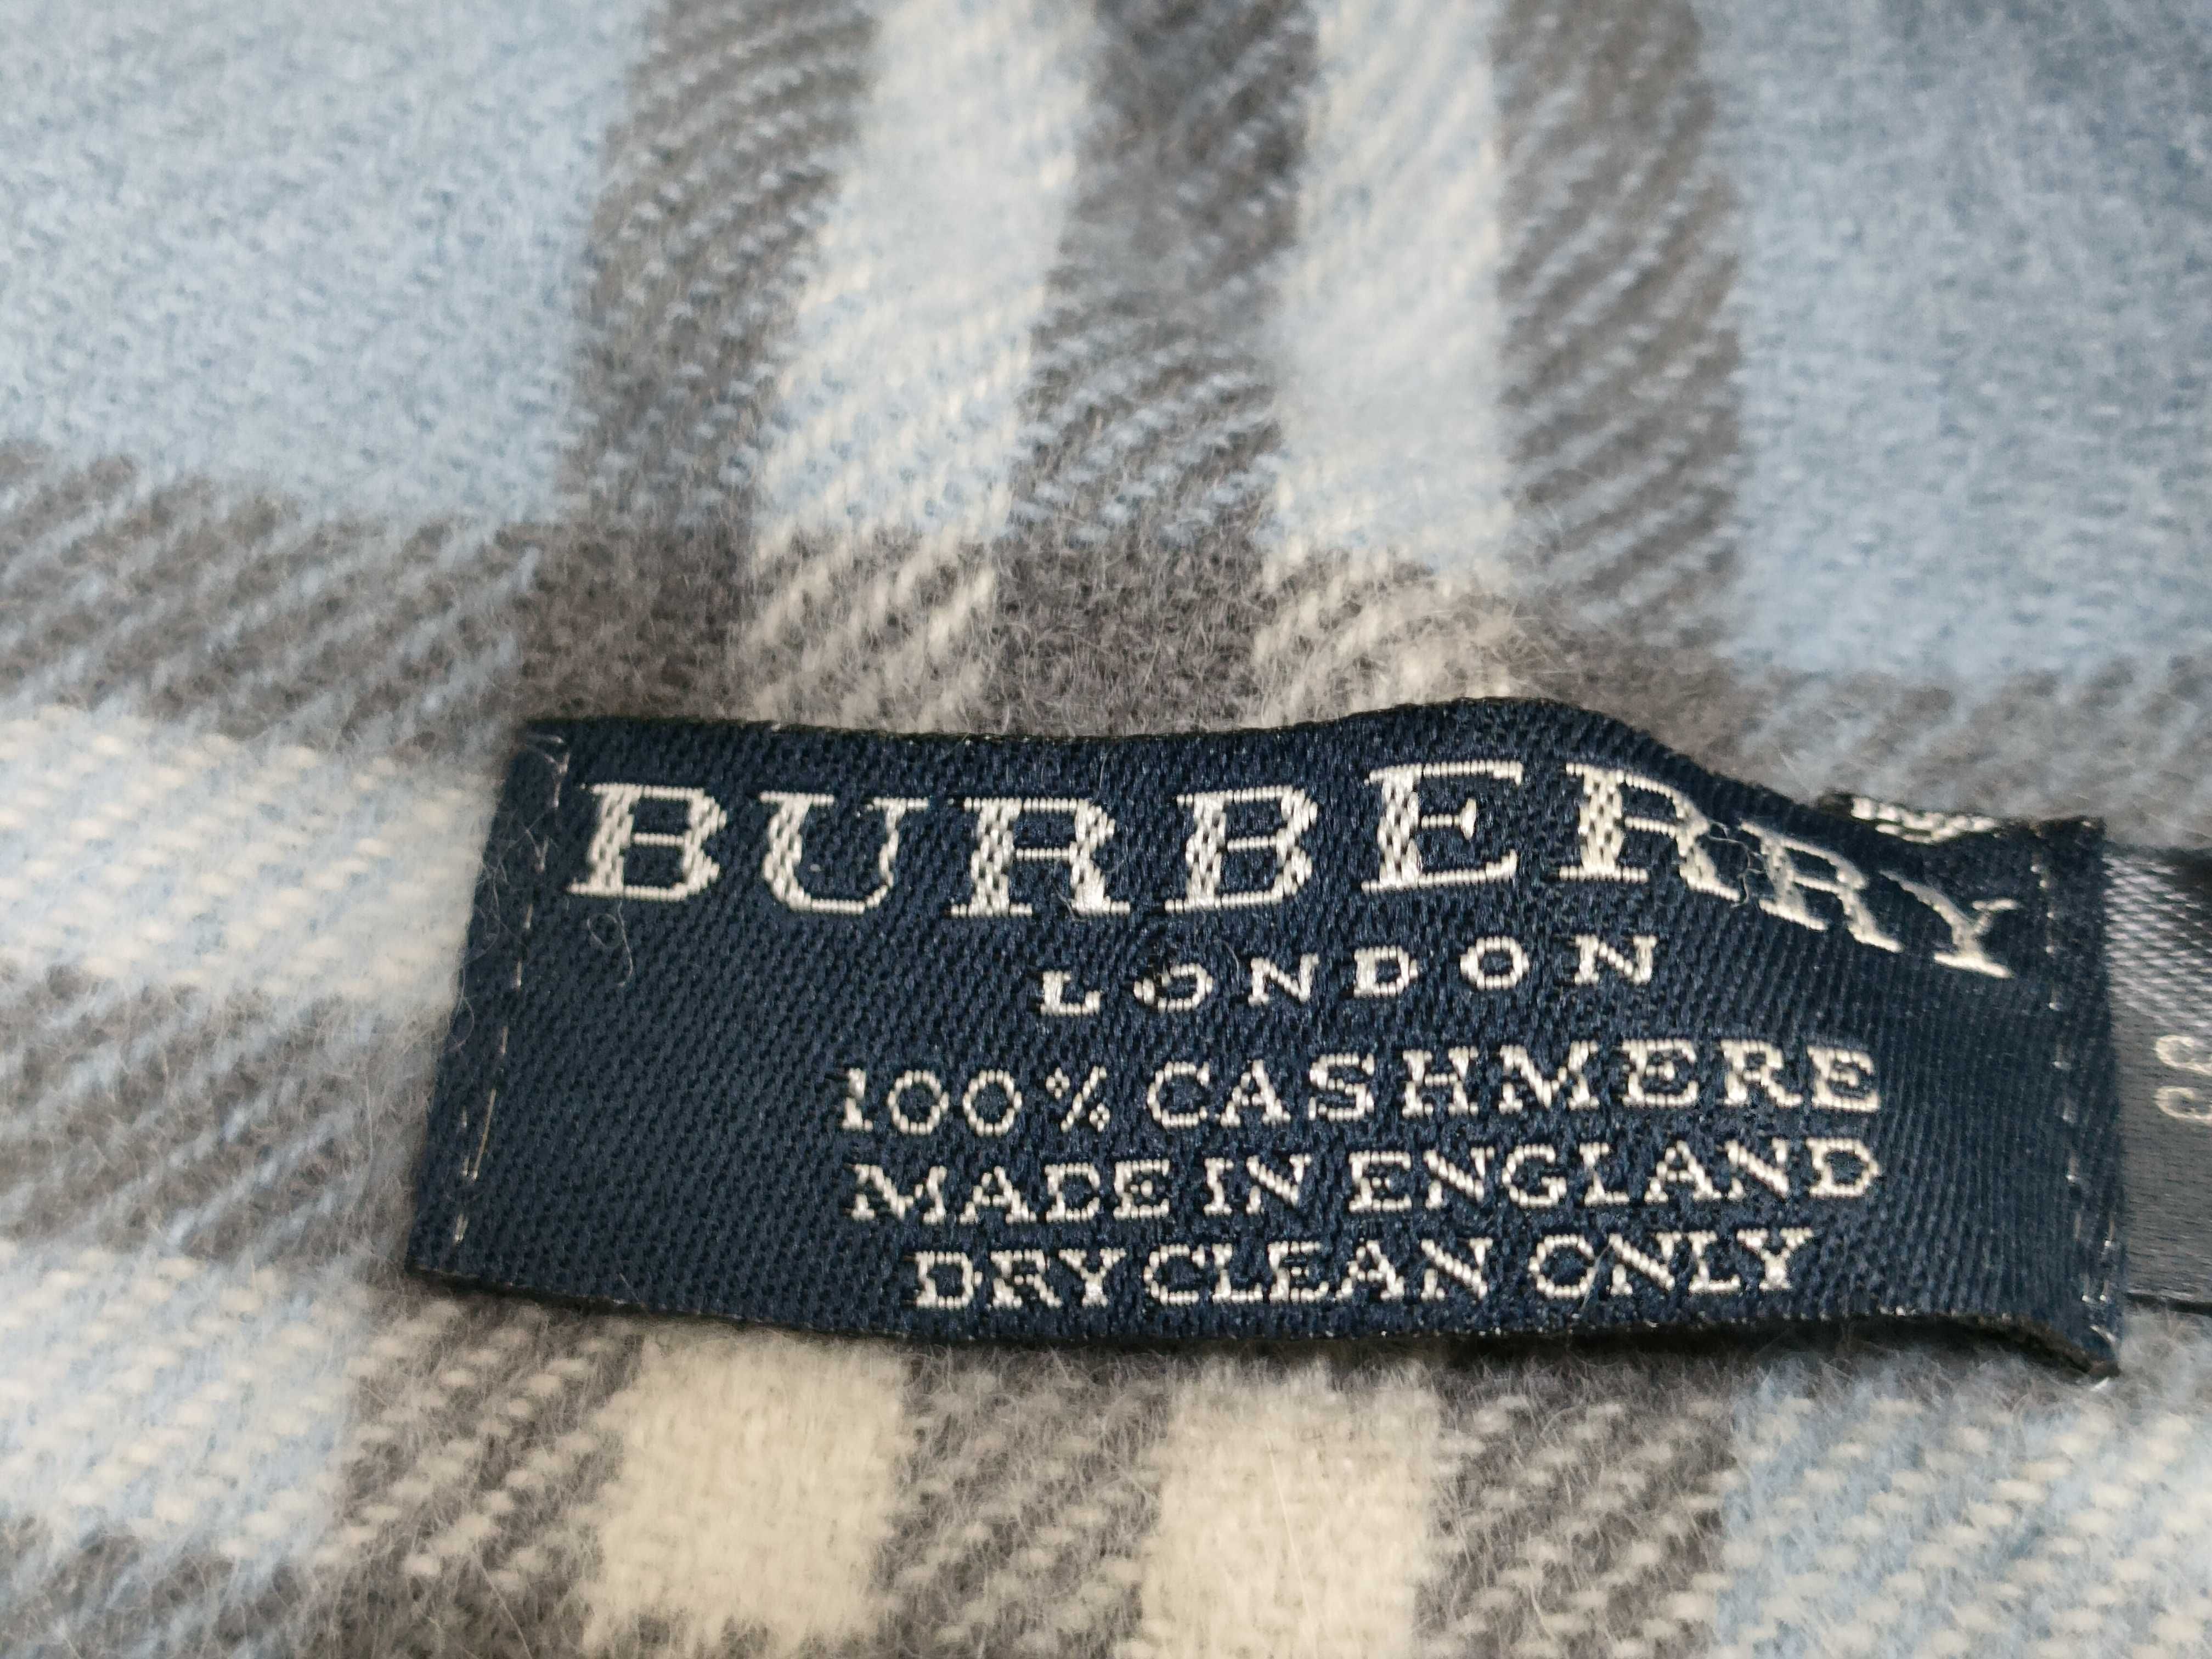 BURBERRY
LONDON
100% CASHMERE
MADE IN ENGLAND
DRY CLEAN ONLY